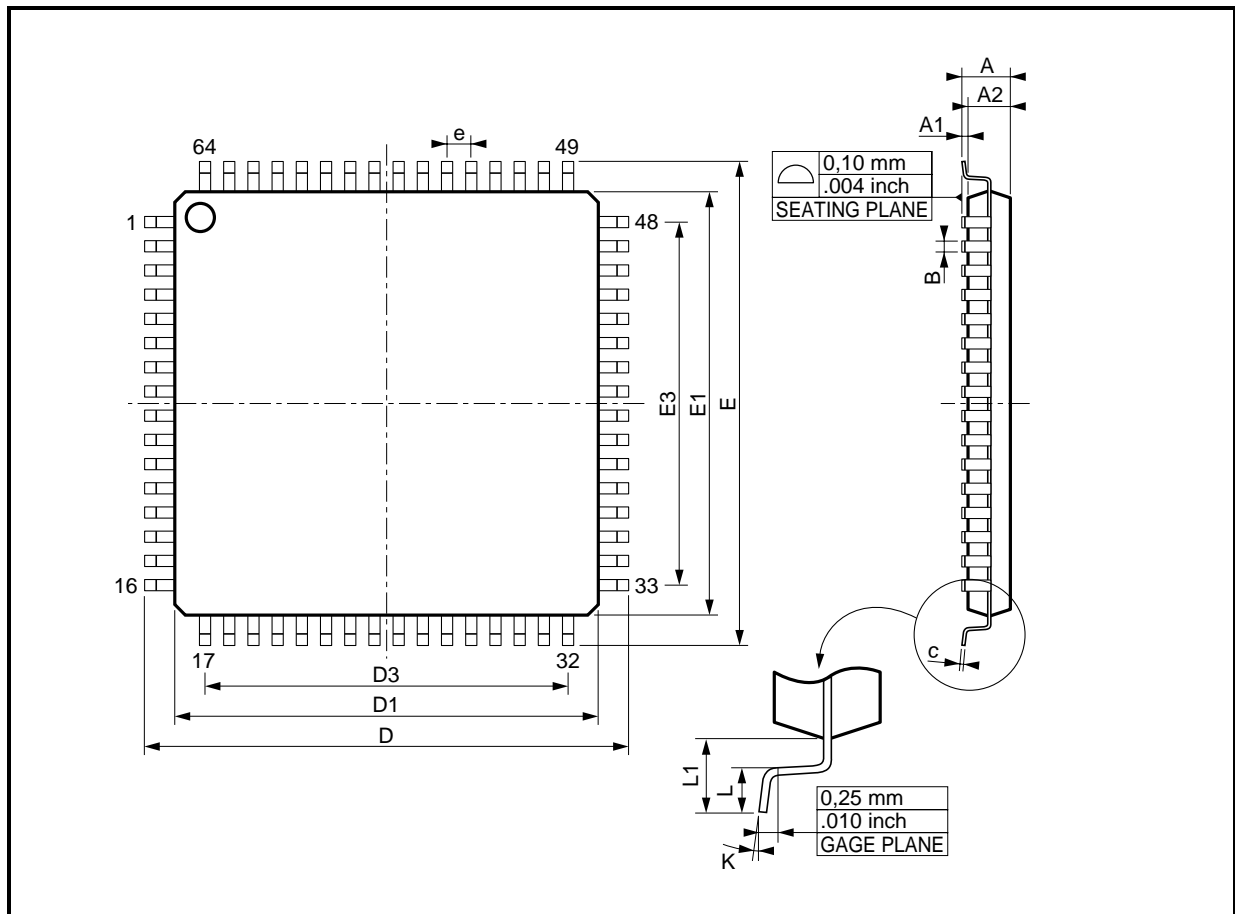 A
A2
A1
e
64
49
0,10 mm
.004 inch
SEATING PLANE
1
48
B
E3
E1
E
16
33
17
32
c
D3
D1
D
L1
L
0,25 mm
.010 inch
GAGE PLANE
K